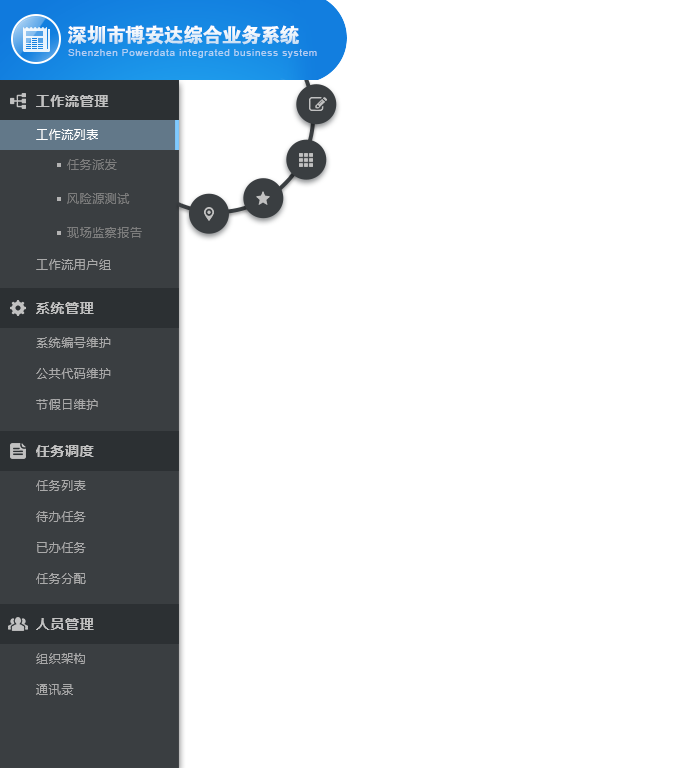 深圳市博安达综合业务系统
Shenzhen Powerdata integrated business system
工作流管理
工作流列表
任务派发
风险源测试
现场监察报告
工作流用户组
系统管理
系统编号维护
公共代码维护
节假日维护
任务调度
任务列表
待办任务
已办任务
任务分配
人员管理
组织架构
通讯录